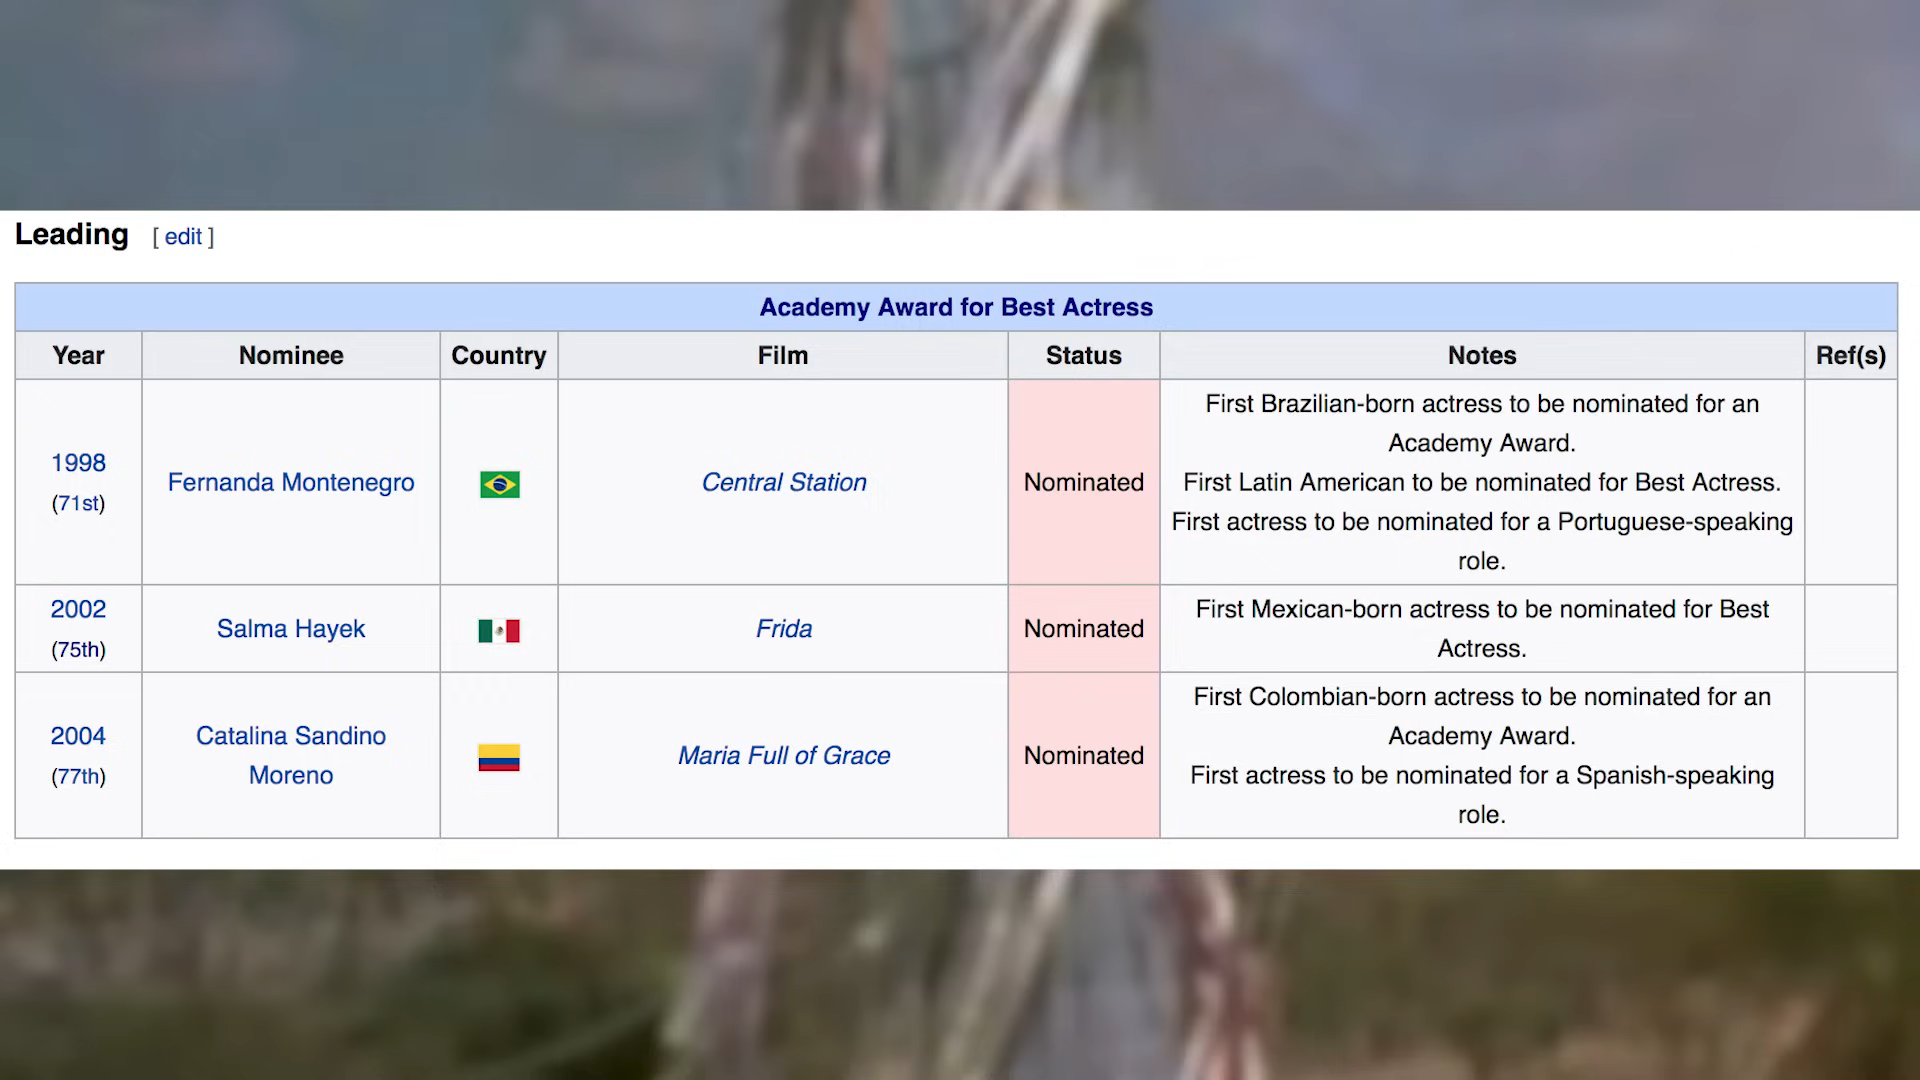 Leading [ edit ]
Academy Award for Best Actress
Year Nominee Country Film Status Notes Ref(s)
1998
(71st)
Fernanda Montenegro
Central Station
Nominated
First Brazilian-born actress to be nominated for an
Academy Award.
First Latin American to be nominated for Best Actress.
First actress to be nominated for a Portuguese-speaking
role.
2002
(75th)
Salma Hayek
Frida
Nominated
First Mexican-born actress to be nominated for Best
Actress.
2004
(77th)
Catalina Sandino
Moreno
Maria Full of Grace
Nominated
First Colombian-born actress to be nominated for an
Academy Award.
First actress to be nominated for a Spanish-speaking
role.